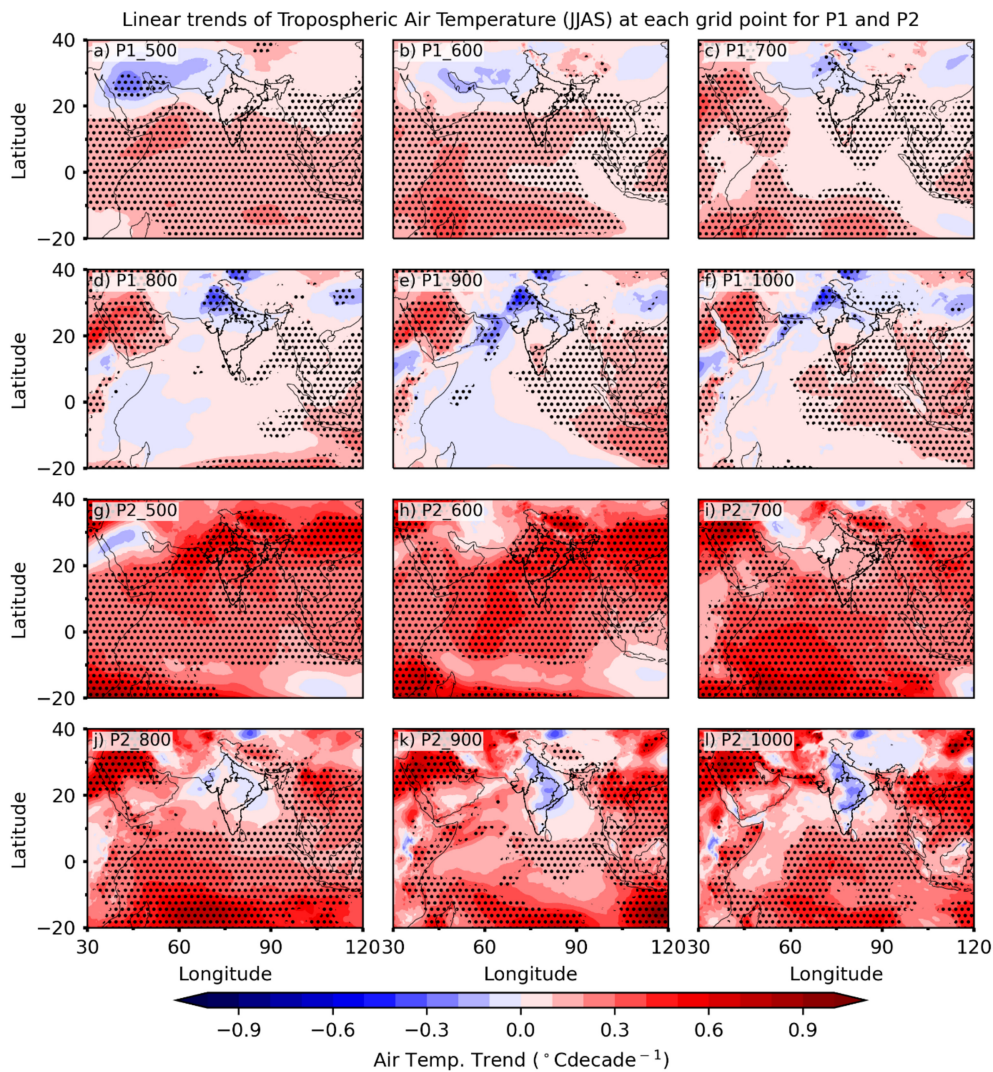 Linear trends of Tropospheric Air Temperature (JJAS) at each grid point for P1 and P2
a) P1_500
b) P1_600
c) P1_700
40
20
0
−20
Latitude
d) P1_800
e) P1_900
f) P1_1000
40
20
0
−20
Latitude
g) P2_500
h) P2_600
i) P2_700
40
20
0
−20
Latitude
j) P2_800
k) P2_900
l) P2_1000
40
20
0
−20
Latitude
30 60 90 120 30 60 90 120 30 60 90 120
Longitude Longitude Longitude
−0.9 −0.6 −0.3 0.0 0.3 0.6 0.9
Air Temp. Trend (°Cdecade⁻¹)